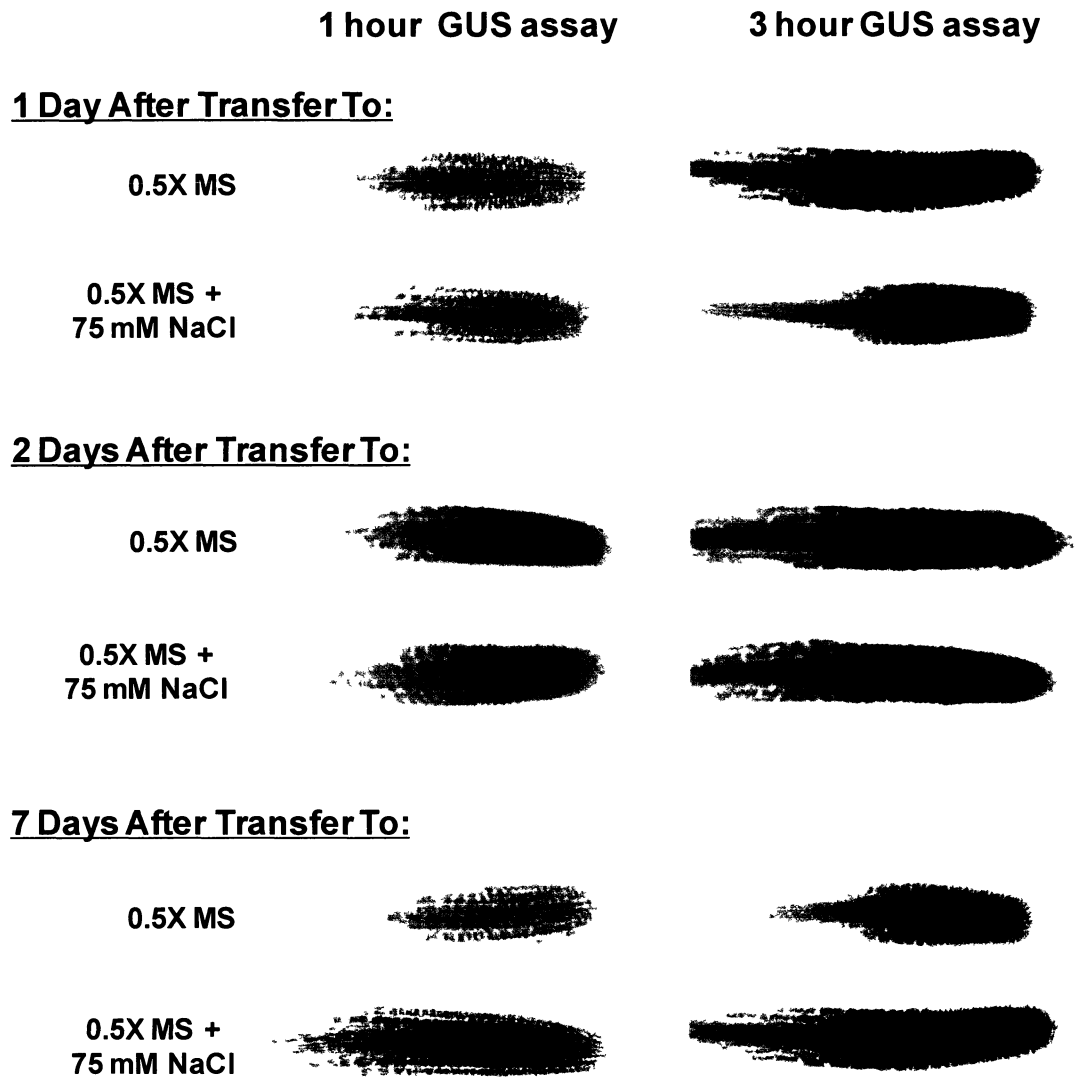 1 hour GUS assay
3 hour GUS assay
1 Day After Transfer To:
0.5X MS
0.5X MS +
75 mM NaCl
2 Days After Transfer To:
0.5X MS
0.5X MS +
75 mM NaCl
7 Days After Transfer To:
0.5X MS
0.5X MS +
75 mM NaCl